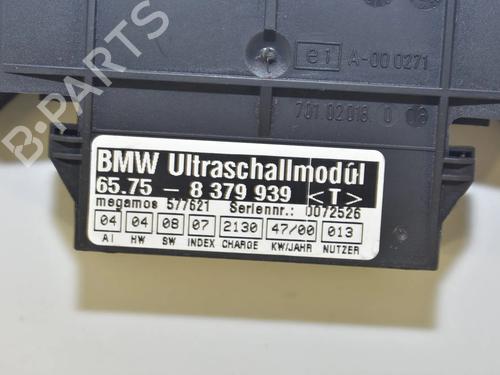 B-PARTS
e1 A-00 0271
701.02018.0
BMW Ultraschallmodúl
65.75 - 8 379 939 <T>
megamos 577621 Seriennr.: 0072526
04 04 08 07 2130 47/00 013
AI HW SW INDEX CHARGE KW/JAHR NUTZER